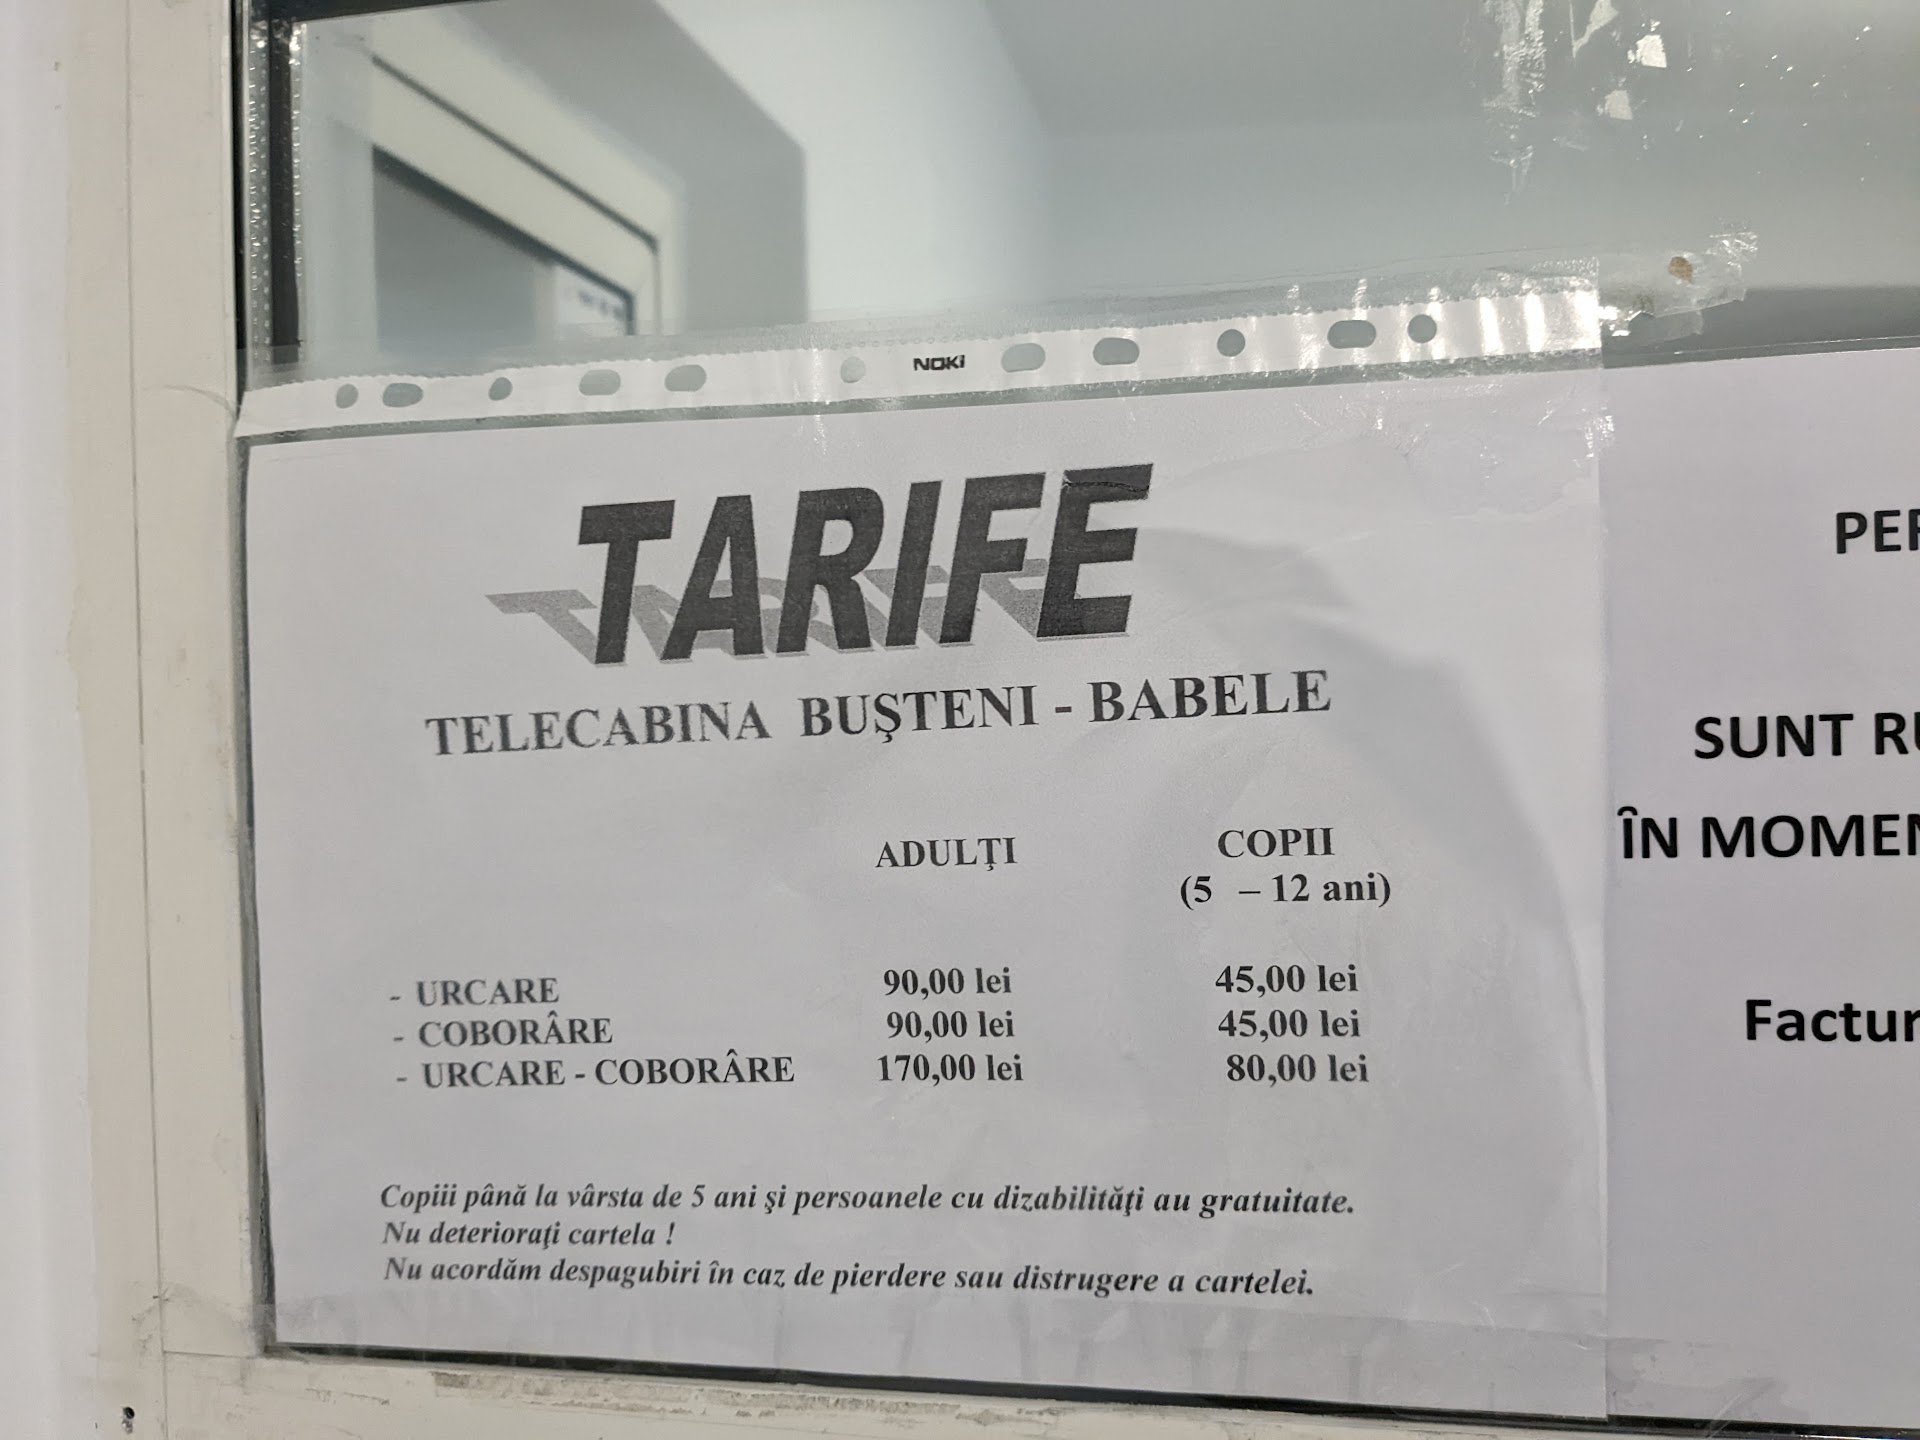 NOKI
TARIFE
TELECABINA BUŞTENI - BABELE
ADULŢI COPII
(5 – 12 ani)
- URCARE 90,00 lei 45,00 lei
- COBORÂRE 90,00 lei 45,00 lei
- URCARE - COBORÂRE 170,00 lei 80,00 lei
Copiii până la vârsta de 5 ani şi persoanele cu dizabilităţi au gratuitate.
Nu deterioraţi cartela !
Nu acordăm despagubiri în caz de pierdere sau distrugere a cartelei.
SUNT
ÎN